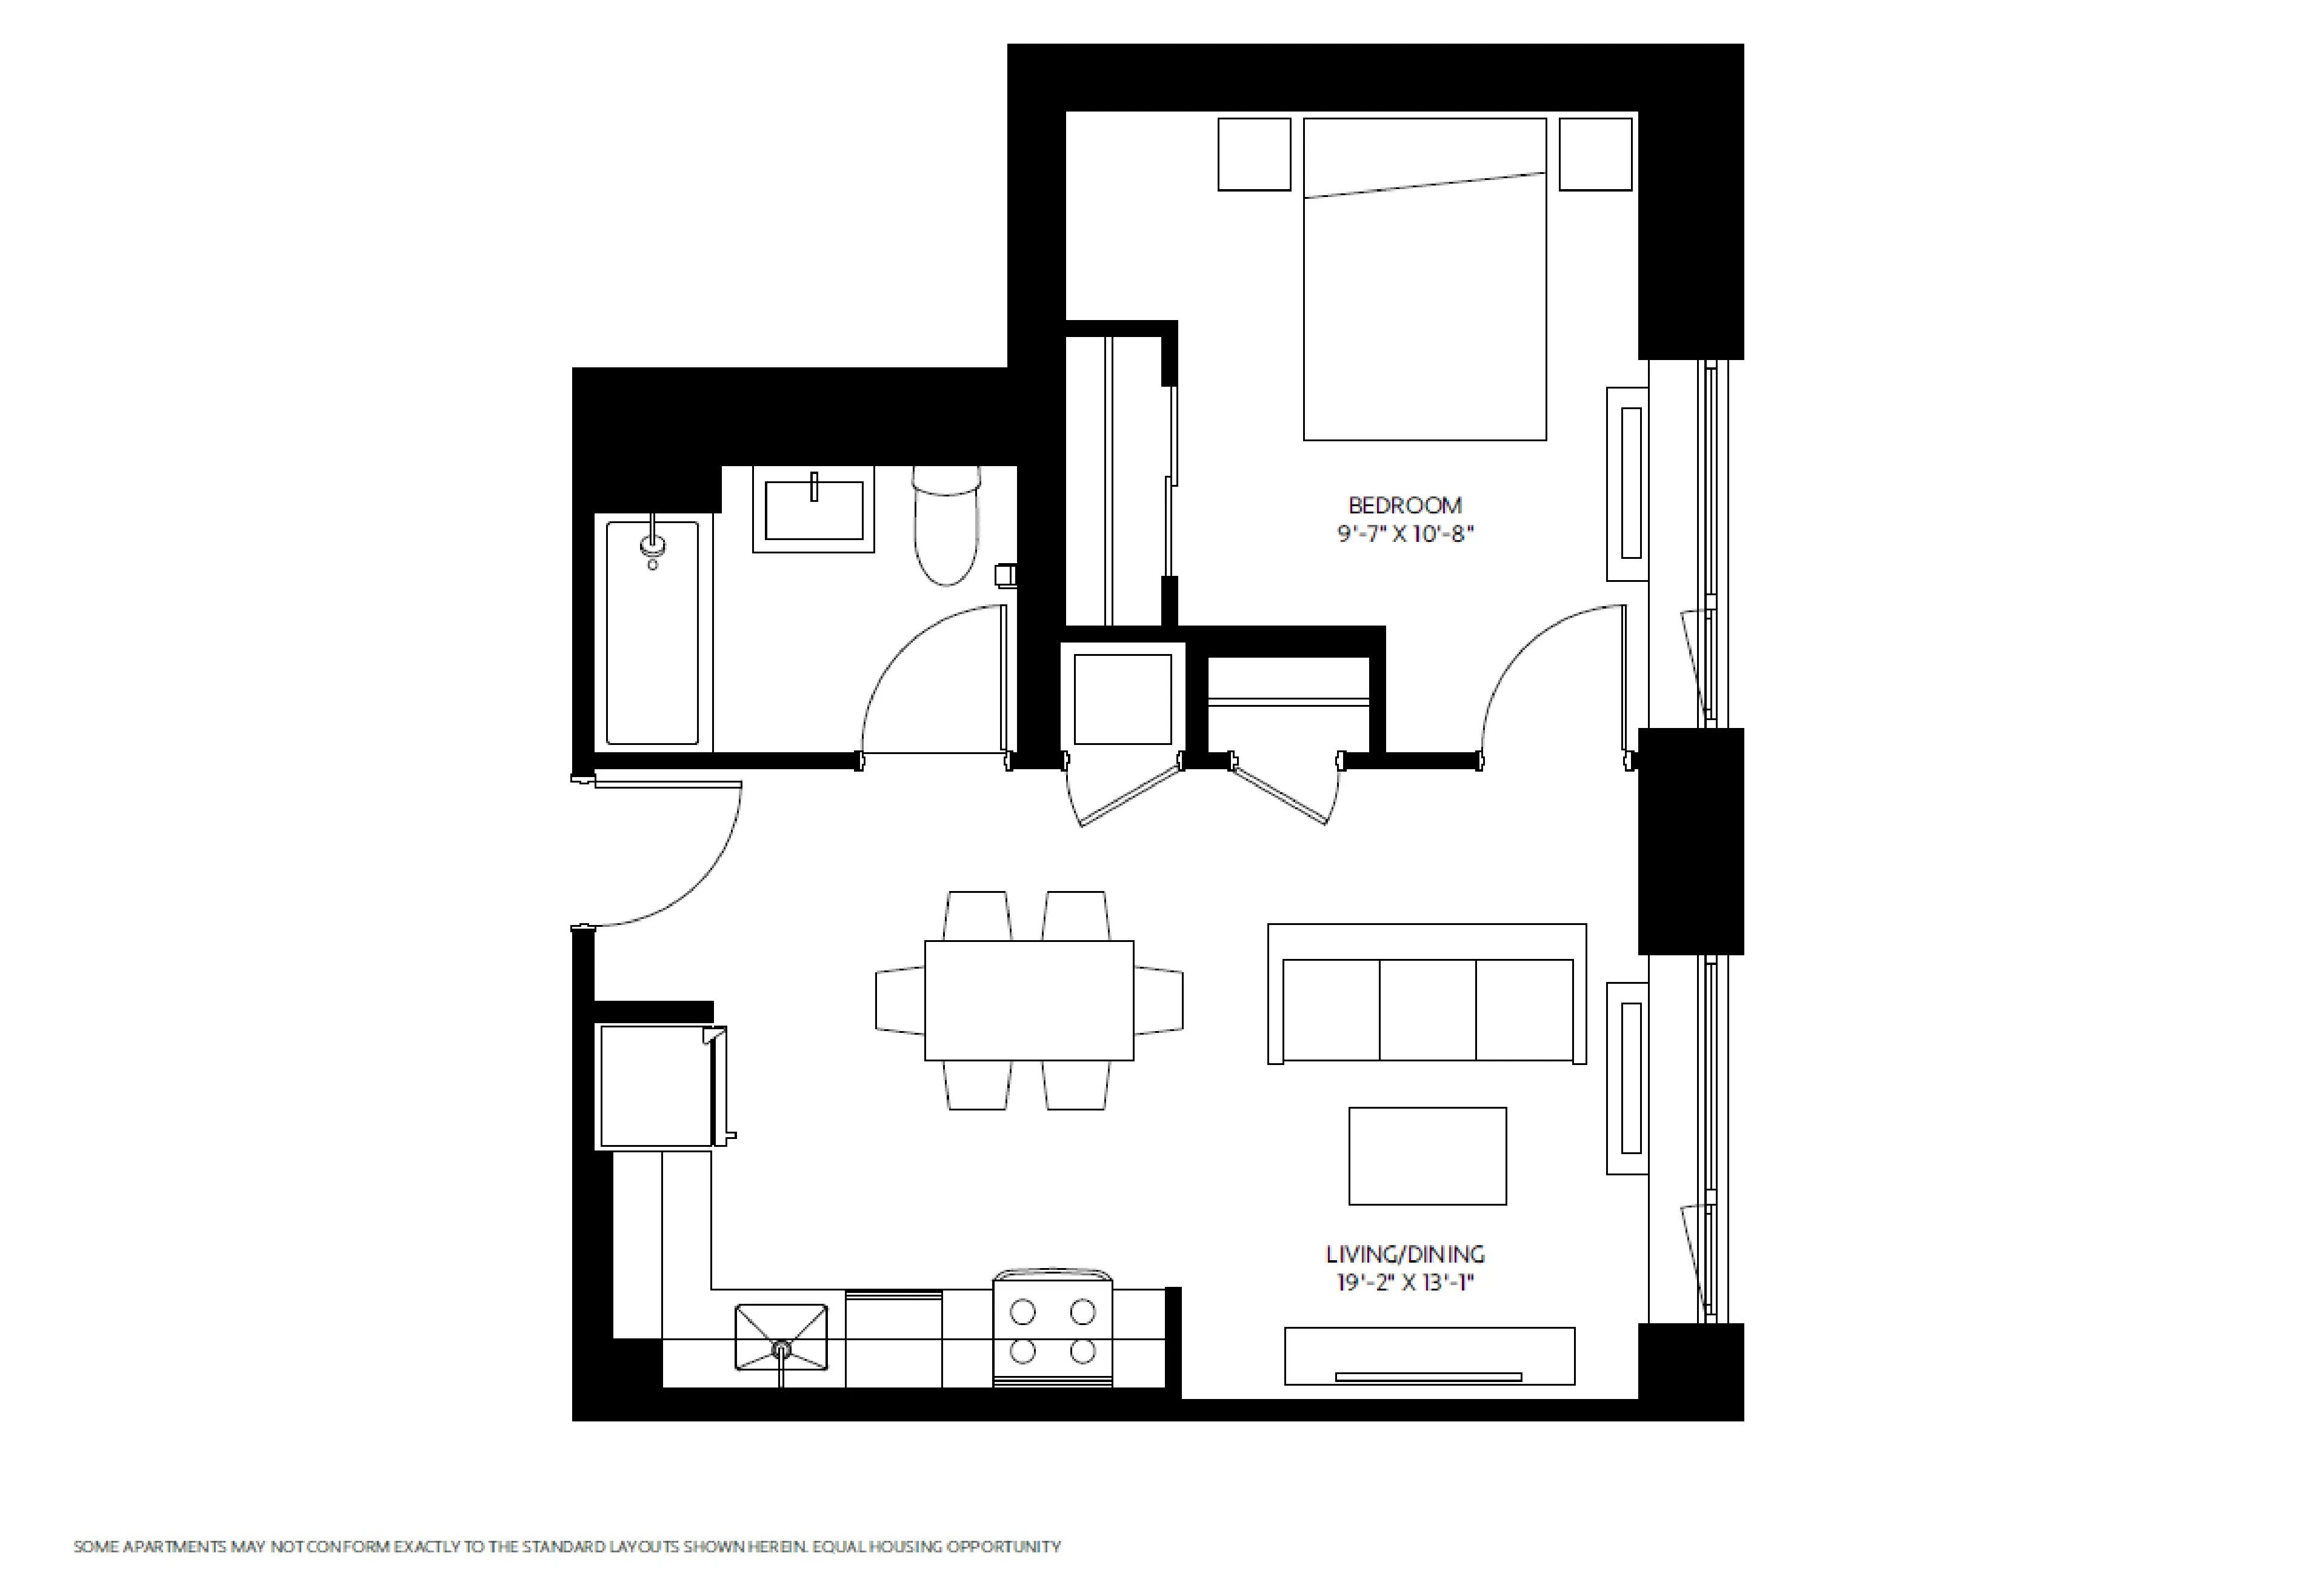 BEDROOM
9'-7" X 10'-8"
LIVING/DINING
19'-2" X 13'-1"
SOME APARTMENTS MAY NOT CONFORM EXACTLY TO THE STANDARD LAYOUTS SHOWN HEREIN. EQUAL HOUSING OPPORTUNITY